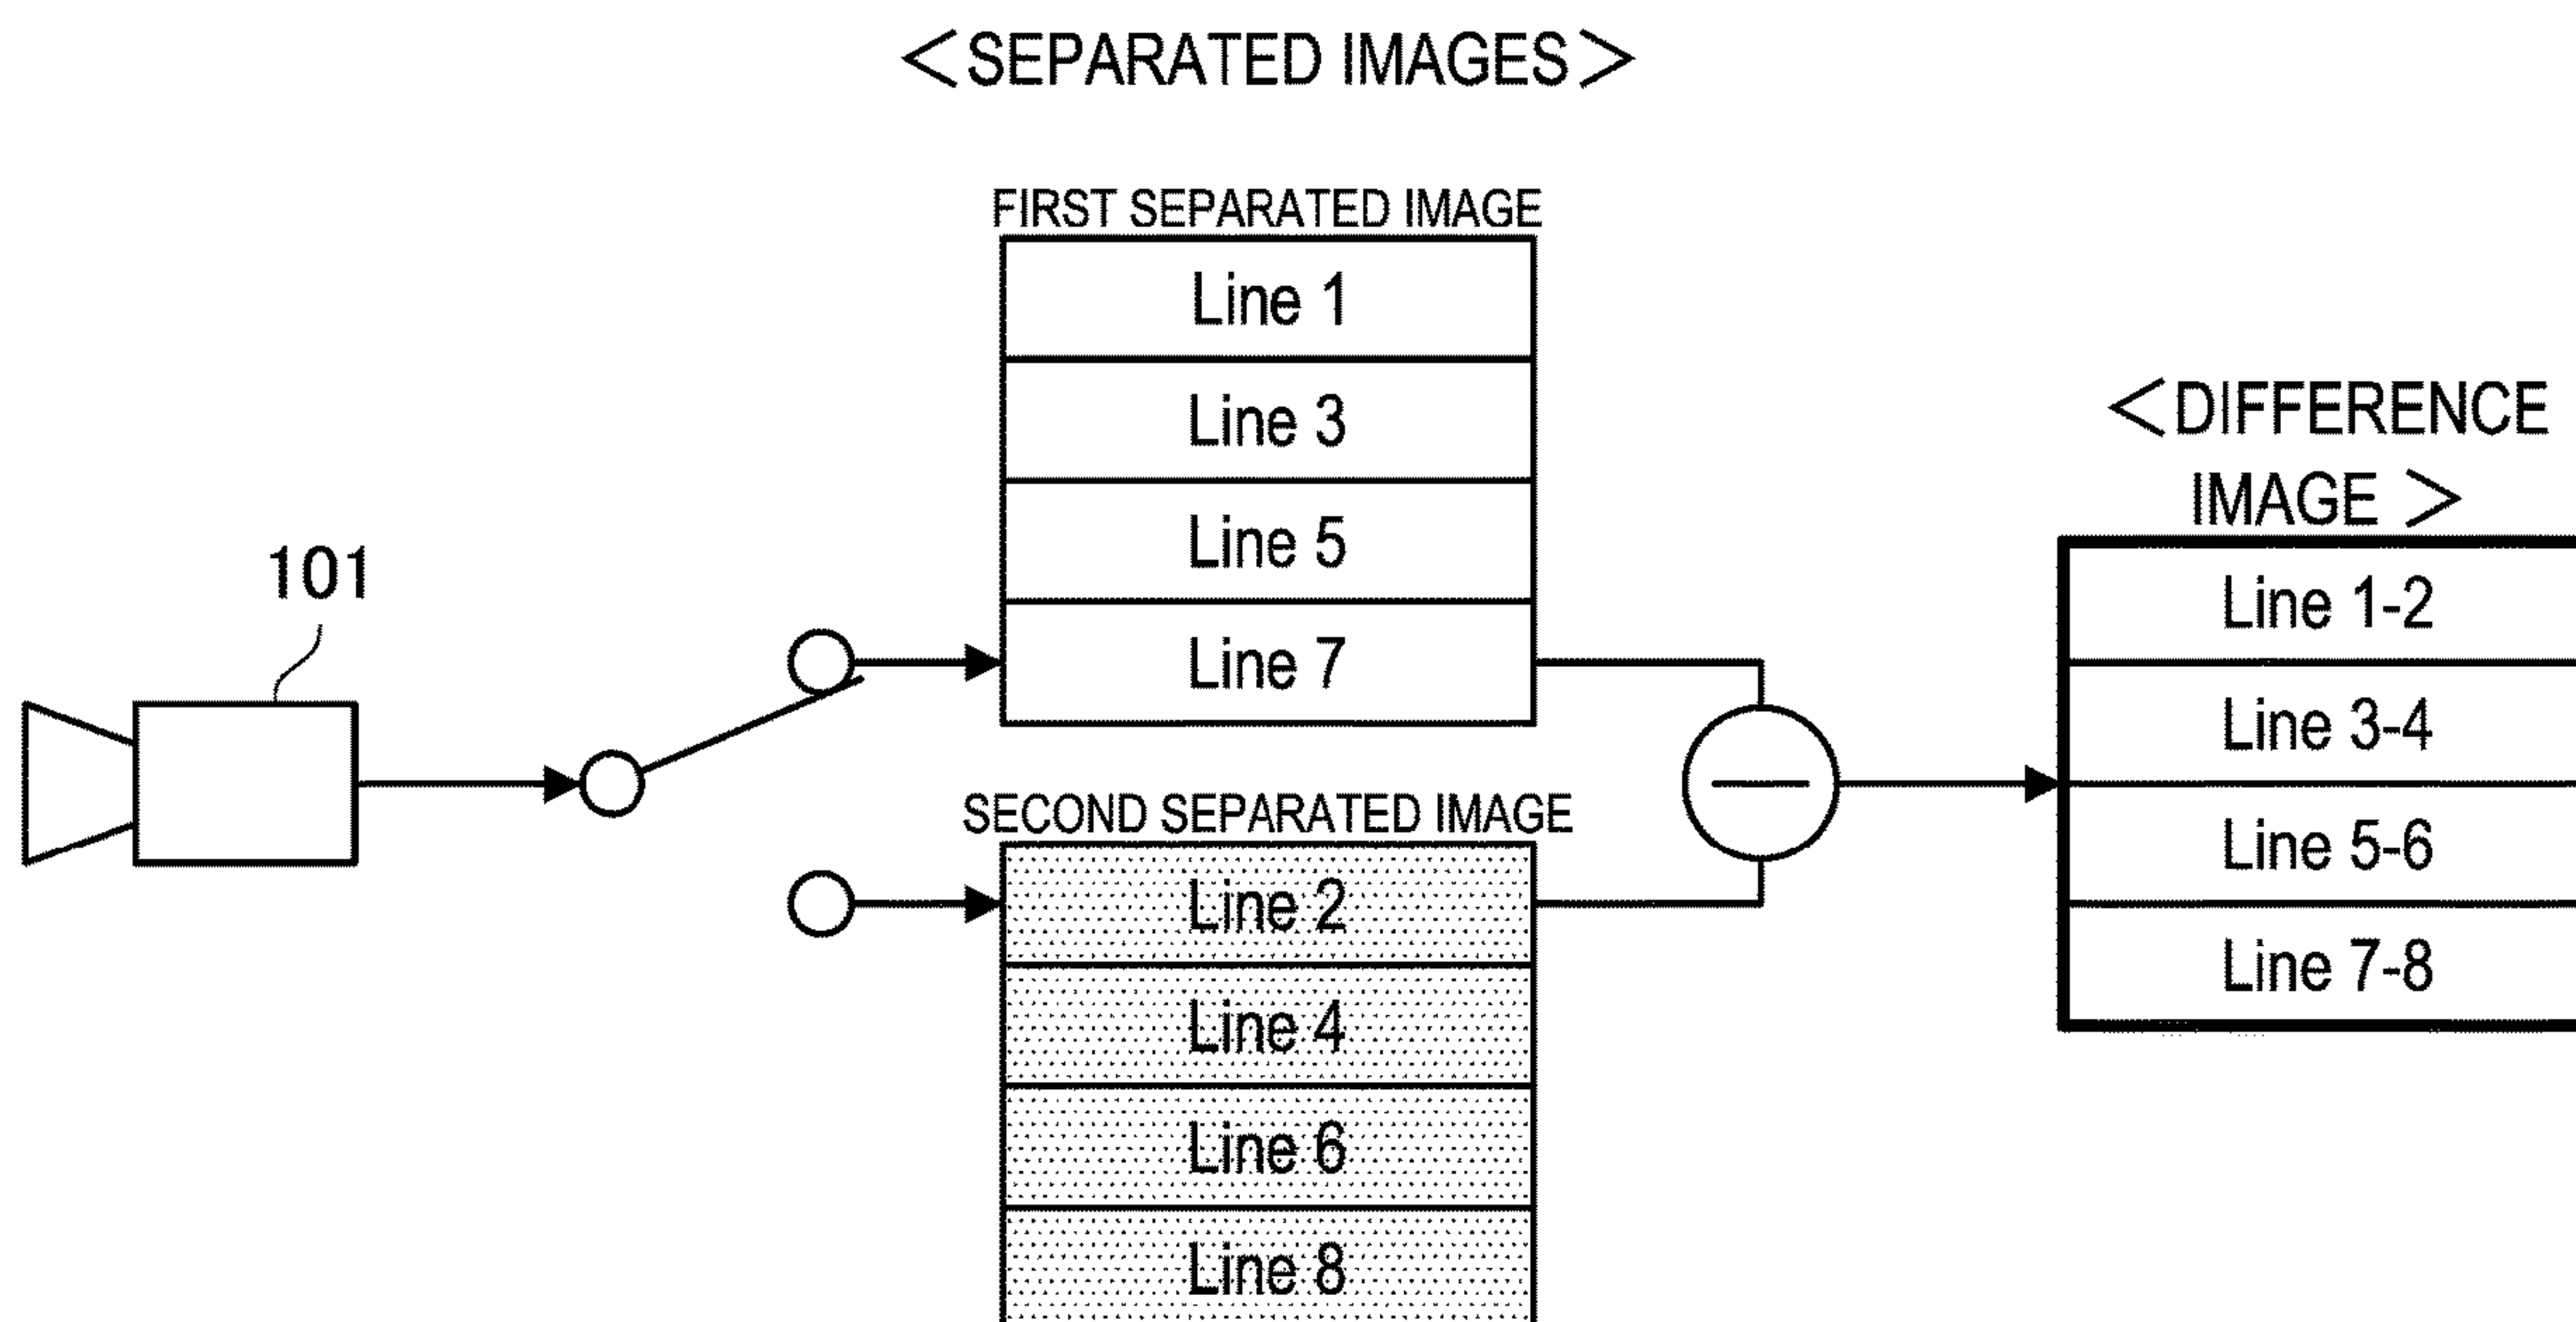 <SEPARATED IMAGES>
FIRST SEPARATED IMAGE
Line 1
Line 3
Line 5
Line 7
101
SECOND SEPARATED IMAGE
Line 2
Line 4
Line 6
Line 8
<DIFFERENCE
IMAGE >
Line 1-2
Line 3-4
Line 5-6
Line 7-8